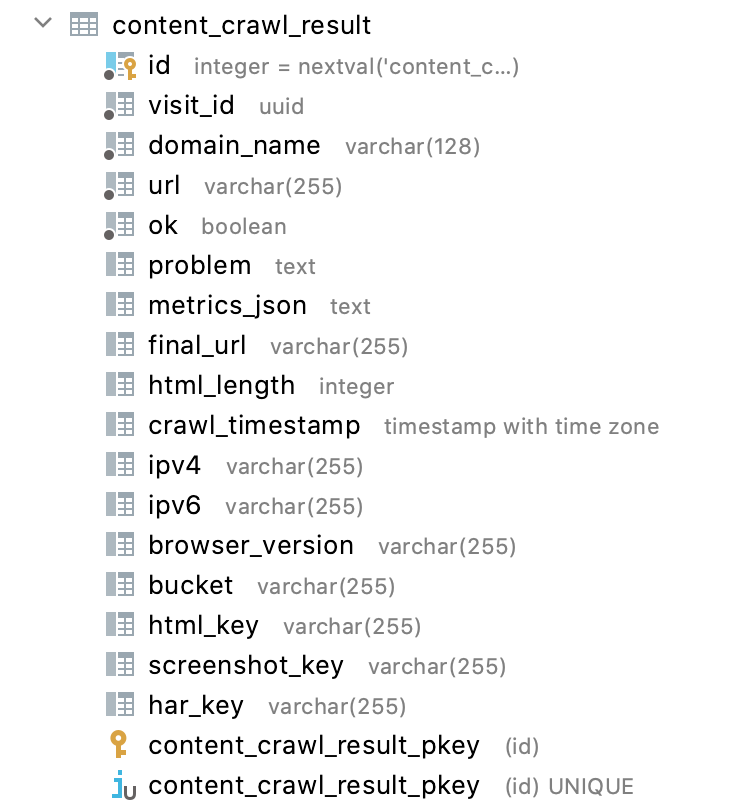 content_crawl_result
id integer = nextval('content_c...)
visit_id uuid
domain_name varchar(128)
url varchar(255)
ok boolean
problem text
metrics_json text
final_url varchar(255)
html_length integer
crawl_timestamp timestamp with time zone
ipv4 varchar(255)
ipv6 varchar(255)
browser_version varchar(255)
bucket varchar(255)
html_key varchar(255)
screenshot_key varchar(255)
har_key varchar(255)
content_crawl_result_pkey (id)
content_crawl_result_pkey (id) UNIQUE